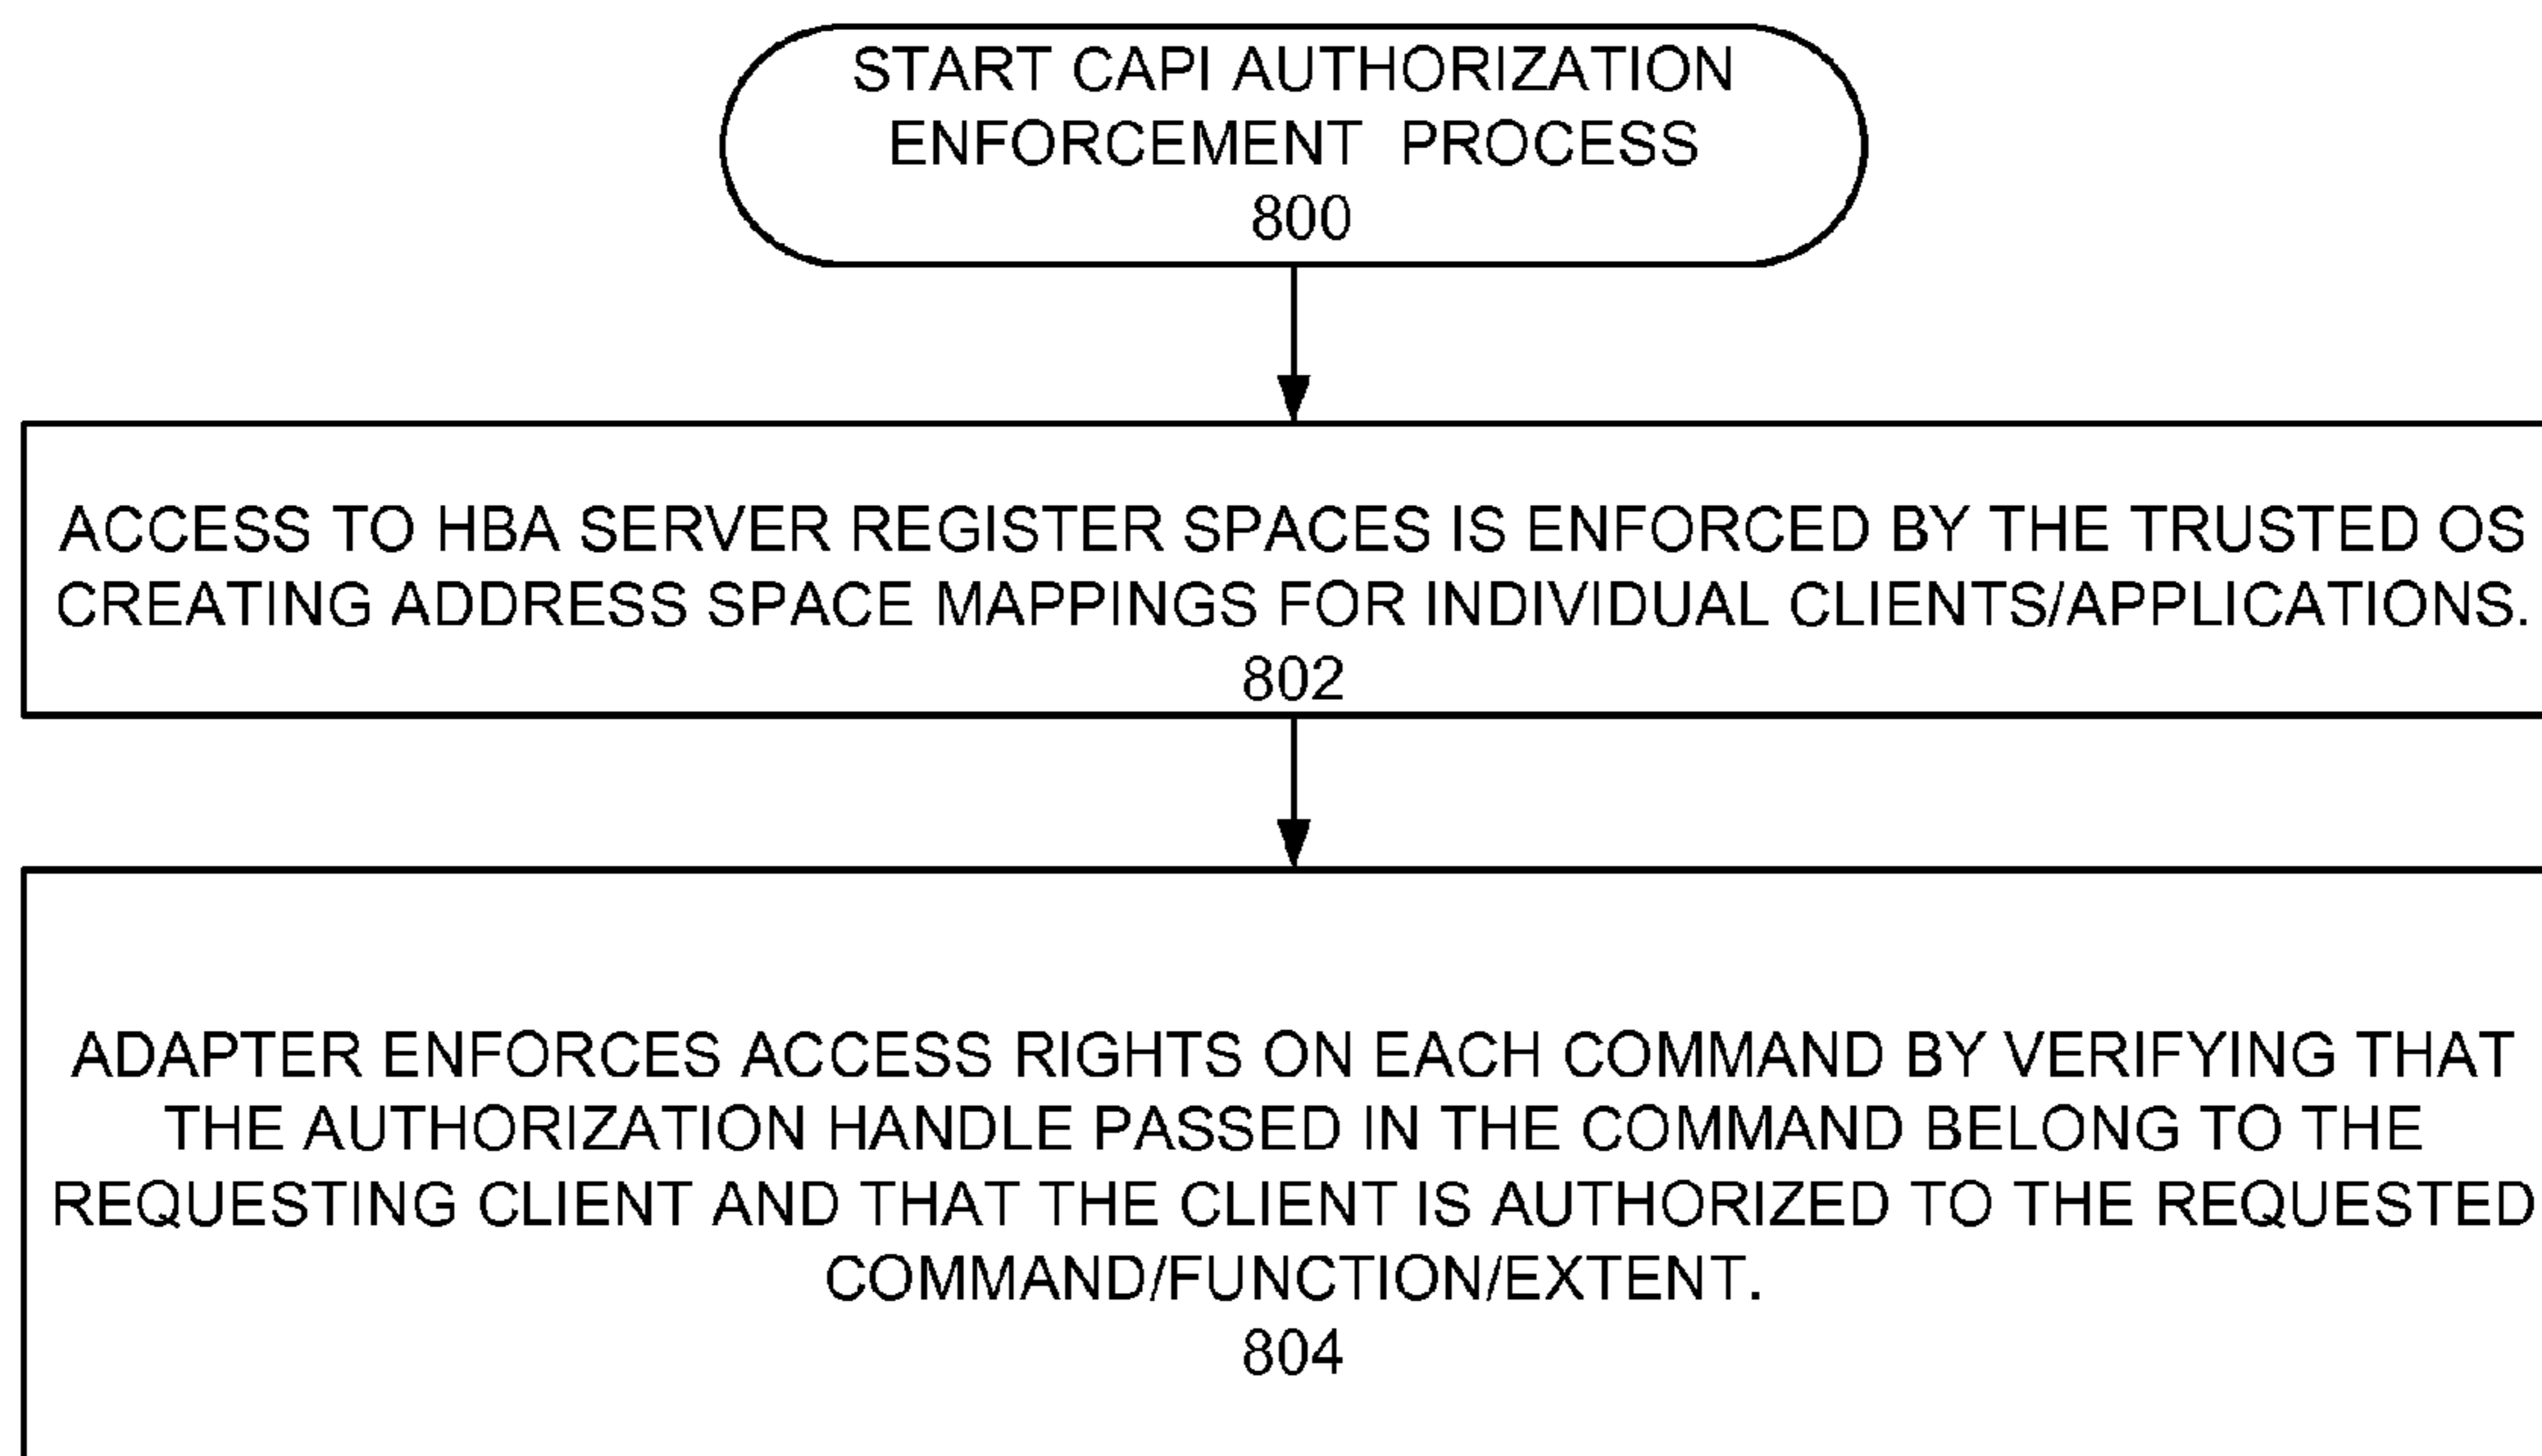 START CAPI AUTHORIZATION
ENFORCEMENT PROCESS
800
ACCESS TO HBA SERVER REGISTER SPACES IS ENFORCED BY THE TRUSTED OS
CREATING ADDRESS SPACE MAPPINGS FOR INDIVIDUAL CLIENTS/APPLICATIONS.
802
ADAPTER ENFORCES ACCESS RIGHTS ON EACH COMMAND BY VERIFYING THAT
THE AUTHORIZATION HANDLE PASSED IN THE COMMAND BELONG TO THE
REQUESTING CLIENT AND THAT THE CLIENT IS AUTHORIZED TO THE REQUESTED
COMMAND/FUNCTION/EXTENT.
804